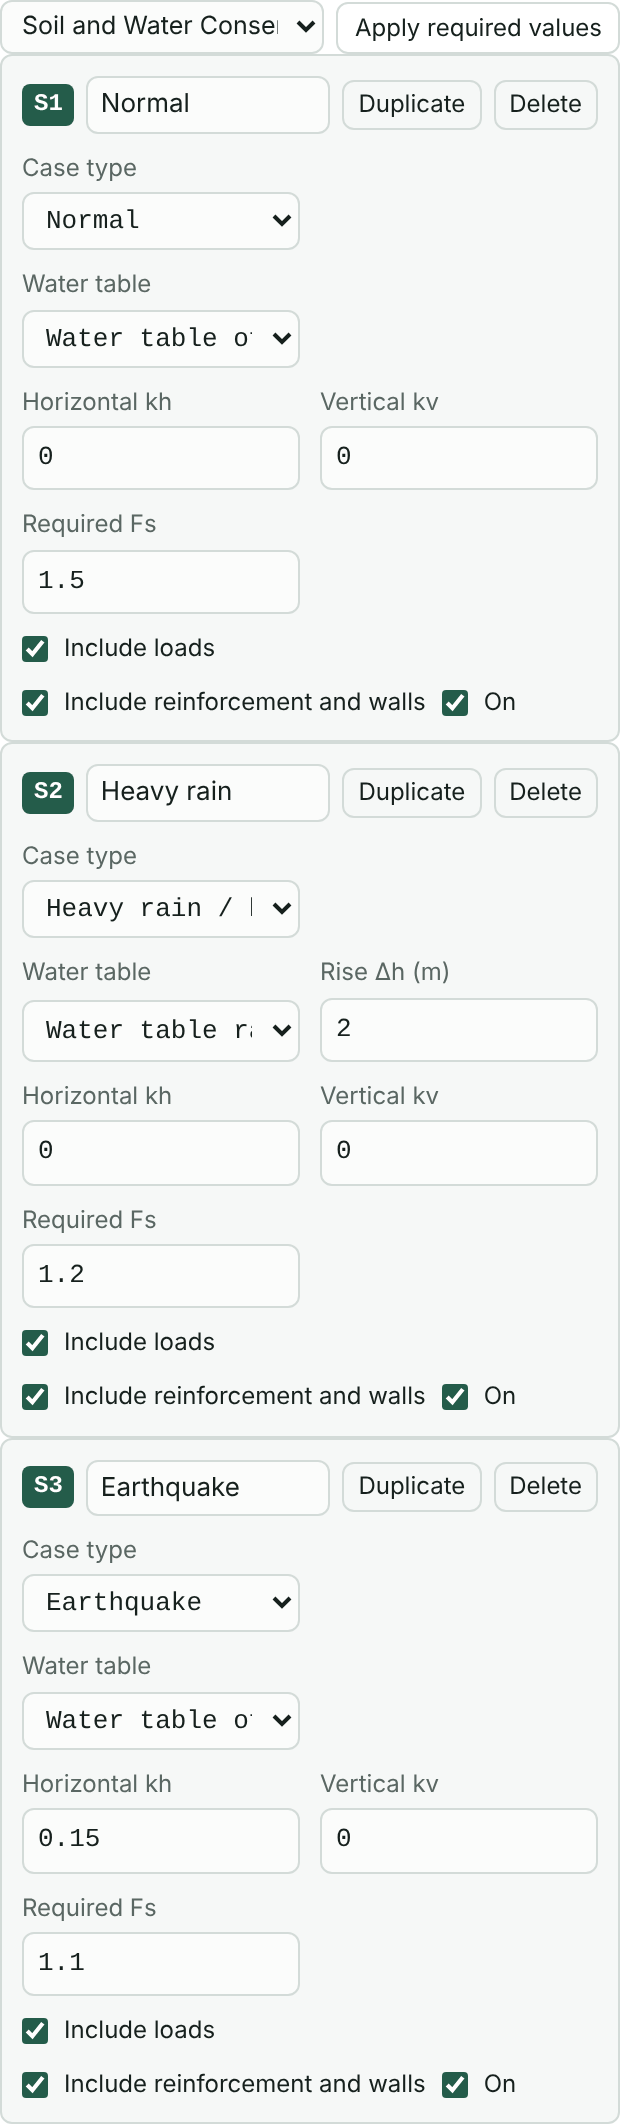 Soil and Water Apply required values
S1 Normal Duplicate Delete
Case type
Normal
Water table
Water table
Horizontal kh Vertical kv
0 0
Required Fs
1.5
Include loads
Include reinforcement and walls On
S2 Heavy rain Duplicate Delete
Case type
Heavy rain /
Water table Rise Δh (m)
Water table 2
Horizontal kh Vertical kv
0 0
Required Fs
1.2
Include loads
Include reinforcement and walls On
S3 Earthquake Duplicate Delete
Case type
Earthquake
Water table
Water table
Horizontal kh Vertical kv
0.15 0
Required Fs
1.1
Include loads
Include reinforcement and walls On